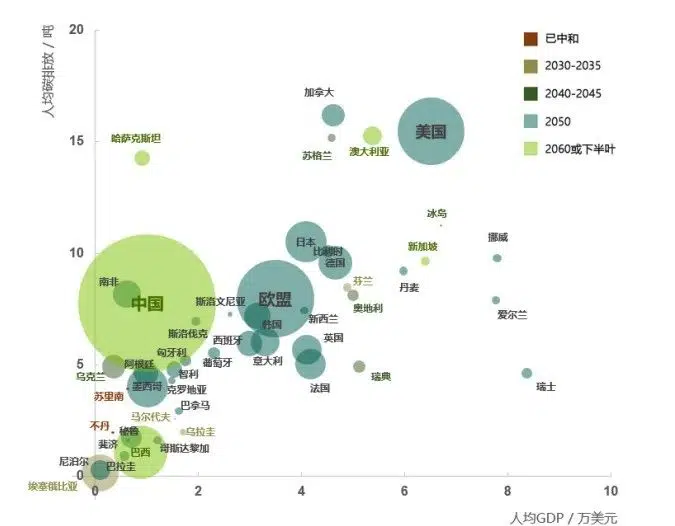 20
人均碳排放 / 吨
已中和
2030-2035
2040-2045
2050
2060或下半叶
加拿大
美国
15
苏格兰
澳大利亚
哈萨克斯坦
冰岛
挪威
10
日本
比利时
德国
新加坡
芬兰
丹麦
南非
中国
斯洛文尼亚
欧盟
奥地利
爱尔兰
新西兰
韩国
斯洛伐克
西班牙
英国
匈牙利
意大利
5
阿根廷
葡萄牙
乌克兰
智利
瑞典
墨西哥
克罗地亚
法国
瑞士
苏里南
巴拿马
马尔代夫
不丹
秘鲁
乌拉圭
斐济
巴西
哥斯达黎加
尼泊尔
巴拉圭
0
埃塞俄比亚
0
2
4
6
8
10
人均GDP / 万美元